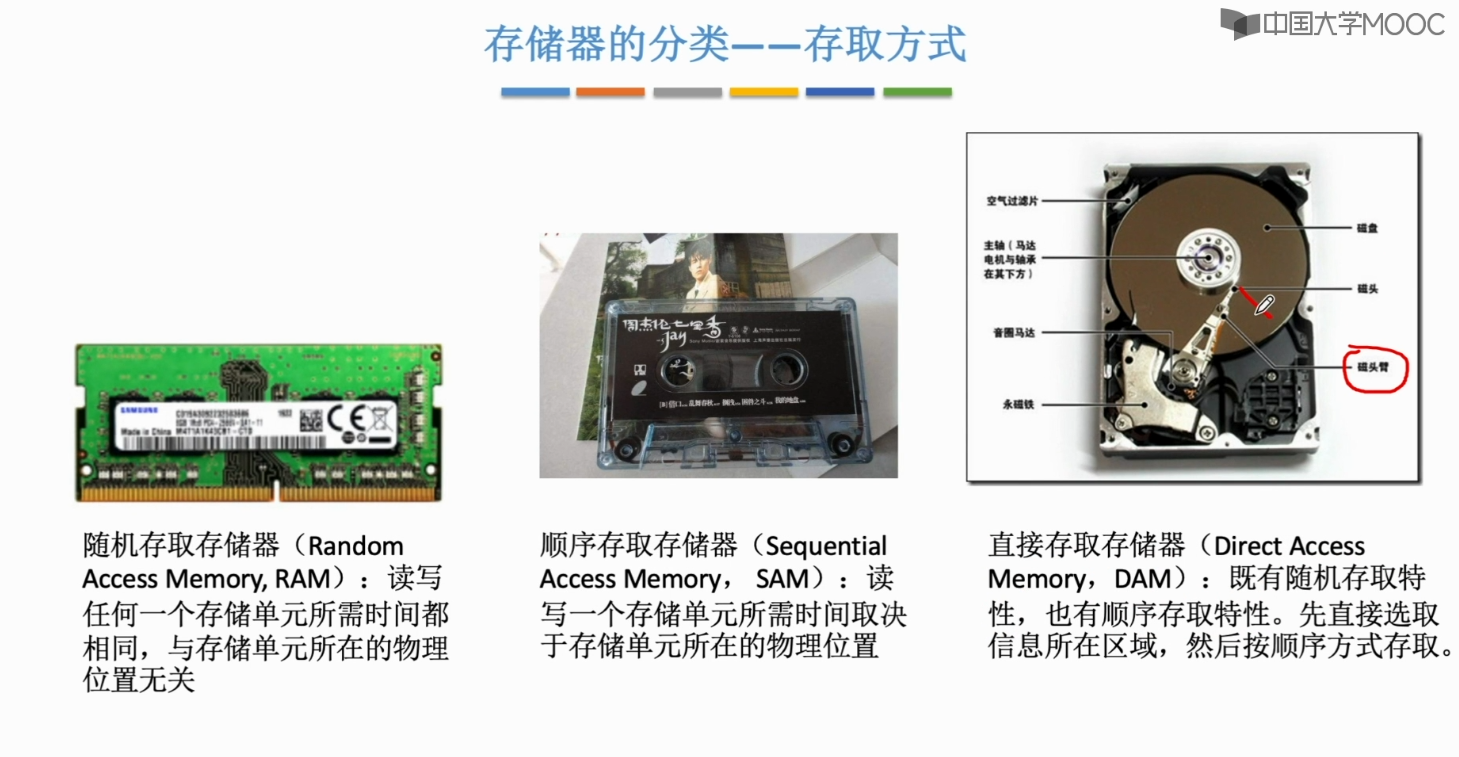 中国大学MOOC
存储器的分类——存取方式
SAMSUNG
Made in China
周杰伦七里香
Jay
空气过滤片
主轴（马达
电机与轴承
在其下方）
音圈马达
永磁铁
磁盘
磁头
磁头臂
随机存取存储器（Random
Access Memory, RAM）：读写
任何一个存储单元所需时间都
相同，与存储单元所在的物理
位置无关
顺序存取存储器（Sequential
Access Memory， SAM）：读
写一个存储单元所需时间取决
于存储单元所在的物理位置
直接存取存储器（Direct Access
Memory，DAM）：既有随机存取特
性，也有顺序存取特性。先直接选取
信息所在区域，然后按顺序方式存取。